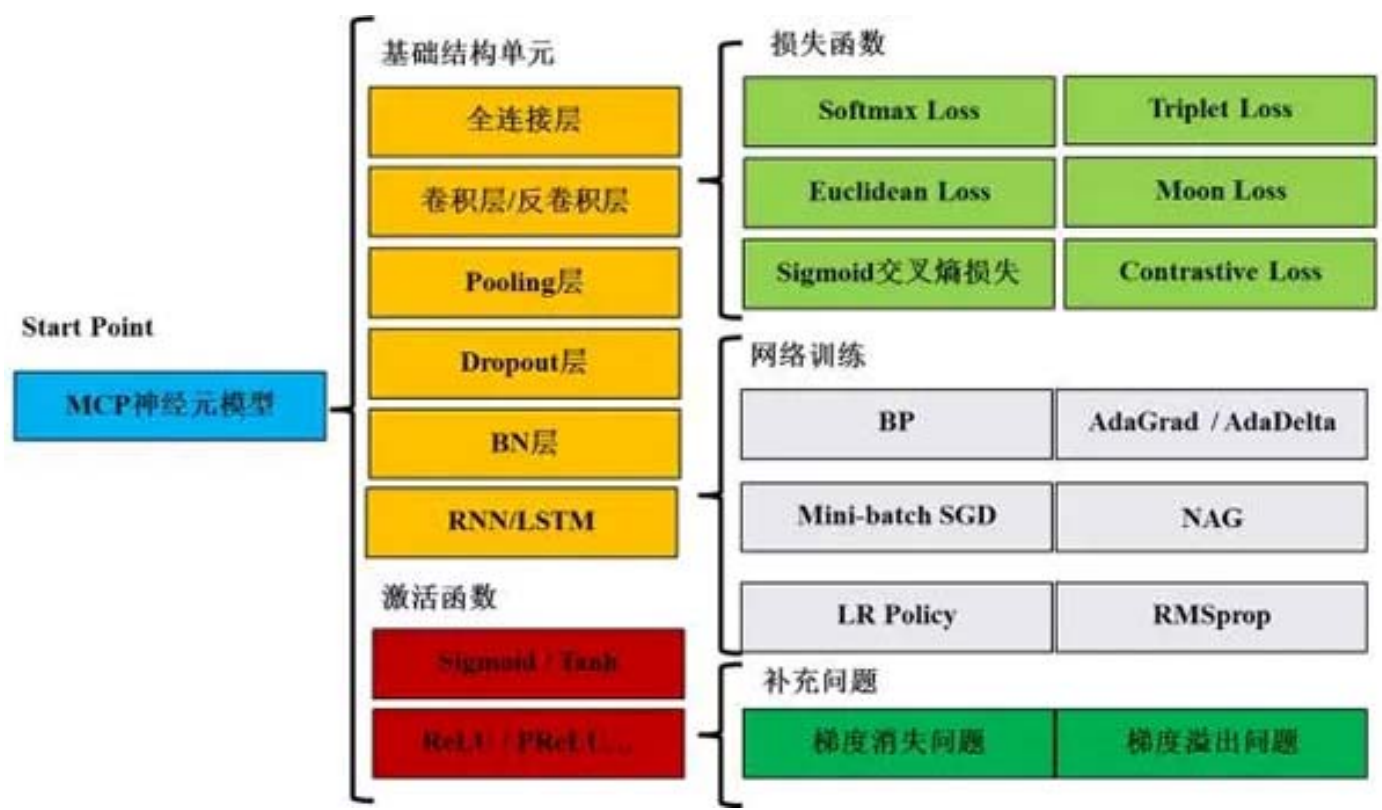 Start Point
MCP神经元模型
基础结构单元
全连接层
卷积层/反卷积层
Pooling层
Dropout层
BN层
RNN/LSTM
激活函数
Sigmoid / Tanh
ReLU / PReLU...
损失函数
Softmax Loss
Triplet Loss
Euclidean Loss
Moon Loss
Sigmoid交叉熵损失
Contrastive Loss
网络训练
BP
AdaGrad / AdaDelta
Mini-batch SGD
NAG
LR Policy
RMSprop
补充问题
梯度消失问题
梯度溢出问题